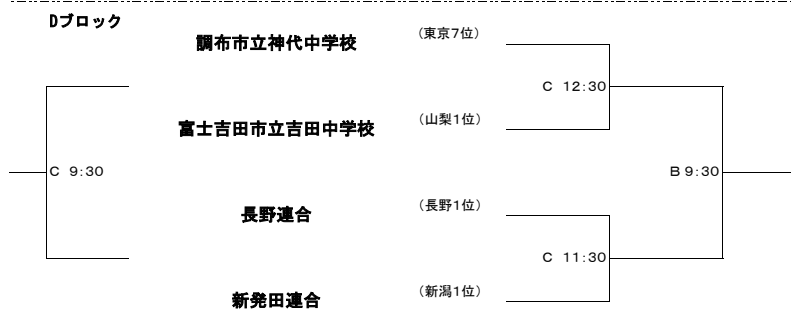 Dブロック
調布市立神代中学校 (東京7位)
C 12:30
富士吉田市立吉田中学校 (山梨1位)
C 9:30
B 9:30
長野連合 (長野1位)
C 11:30
新発田連合 (新潟1位)